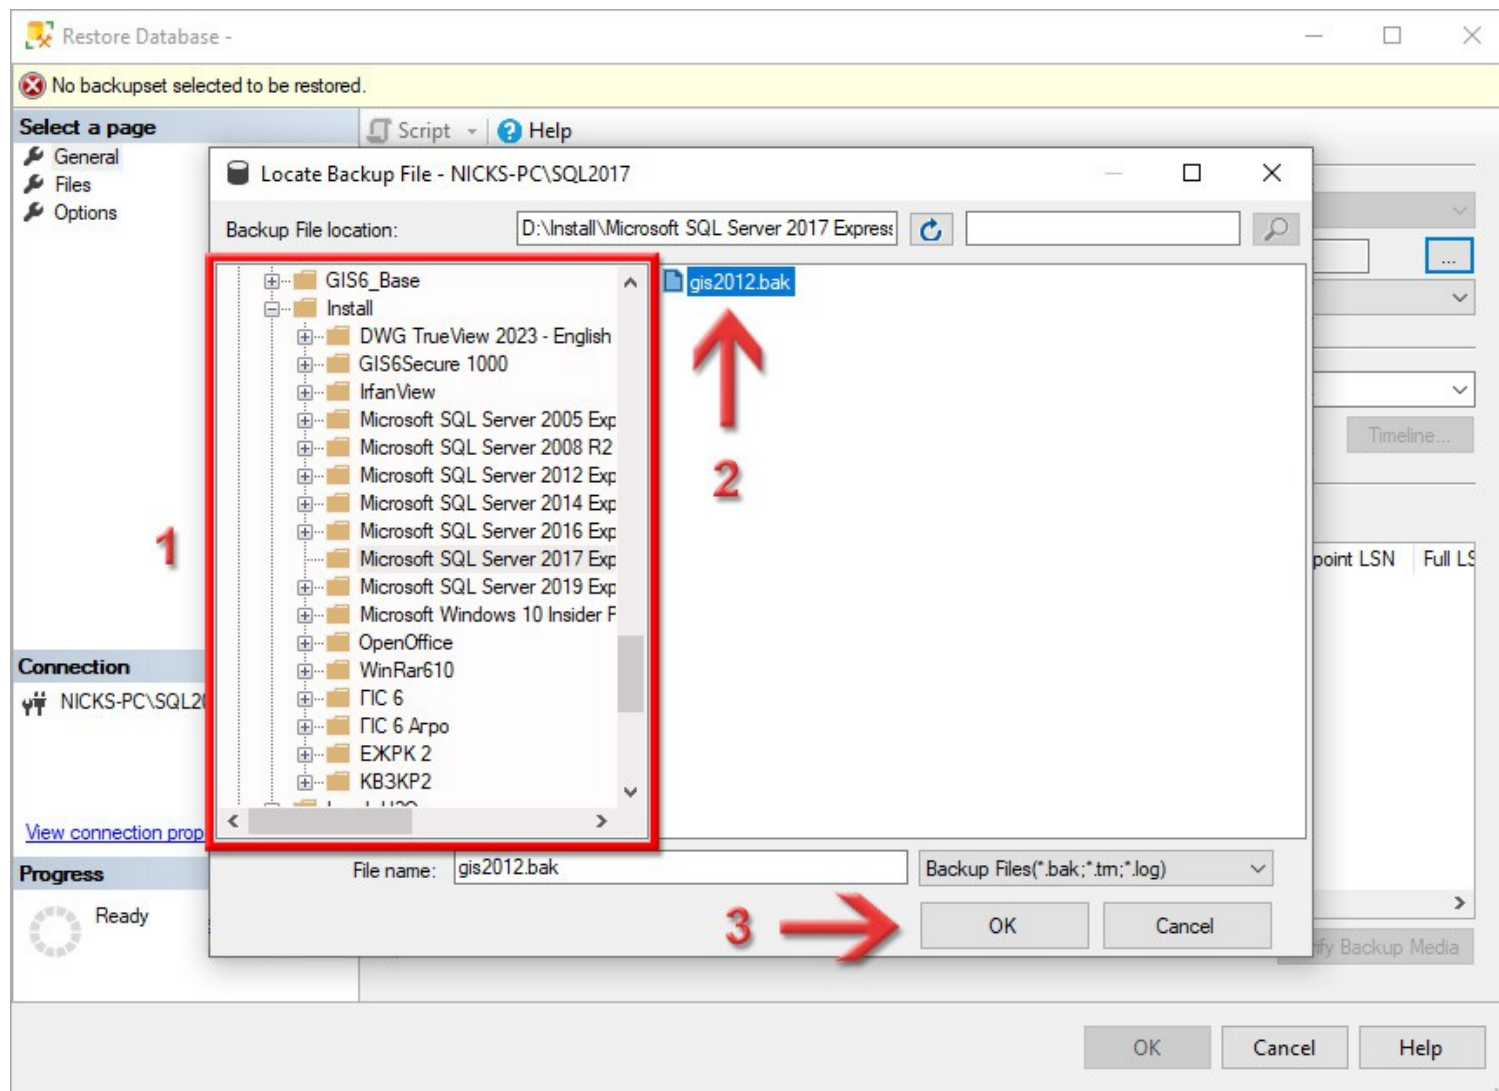 Restore Database -
No backupset selected to be restored.
Select a page
General
Files
Options
Script
Help
Locate Backup File - NICKS-PC\SQL2017
Backup File location:
D:\Install\Microsoft SQL Server 2017 Express
GIS6_Base
Install
DWG TrueView 2023 - English
GIS6Secure 1000
IrfanView
Microsoft SQL Server 2005 Exp
Microsoft SQL Server 2008 R2
Microsoft SQL Server 2012 Exp
Microsoft SQL Server 2014 Exp
Microsoft SQL Server 2016 Exp
Microsoft SQL Server 2017 Exp
Microsoft SQL Server 2019 Exp
Microsoft Windows 10 Insider P
OpenOffice
WinRar610
ГІС 6
ГІС 6 Агро
ЕЖРК 2
КВЗКР2
1
gis2012.bak
2
...
Timeline...
point LSN
Full LS
Connection
NICKS-PC\SQL20
View connection prop
Progress
Ready
File name:
gis2012.bak
Backup Files(*.bak;*.trn;*.log)
3
OK
Cancel
ify Backup Media
OK
Cancel
Help